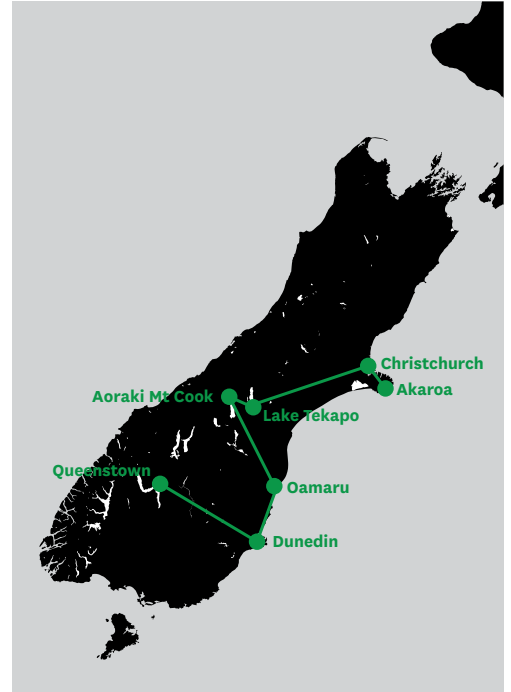 Christchurch
Akaroa
Aoraki Mt Cook
Lake Tekapo
Queenstown
Oamaru
Dunedin